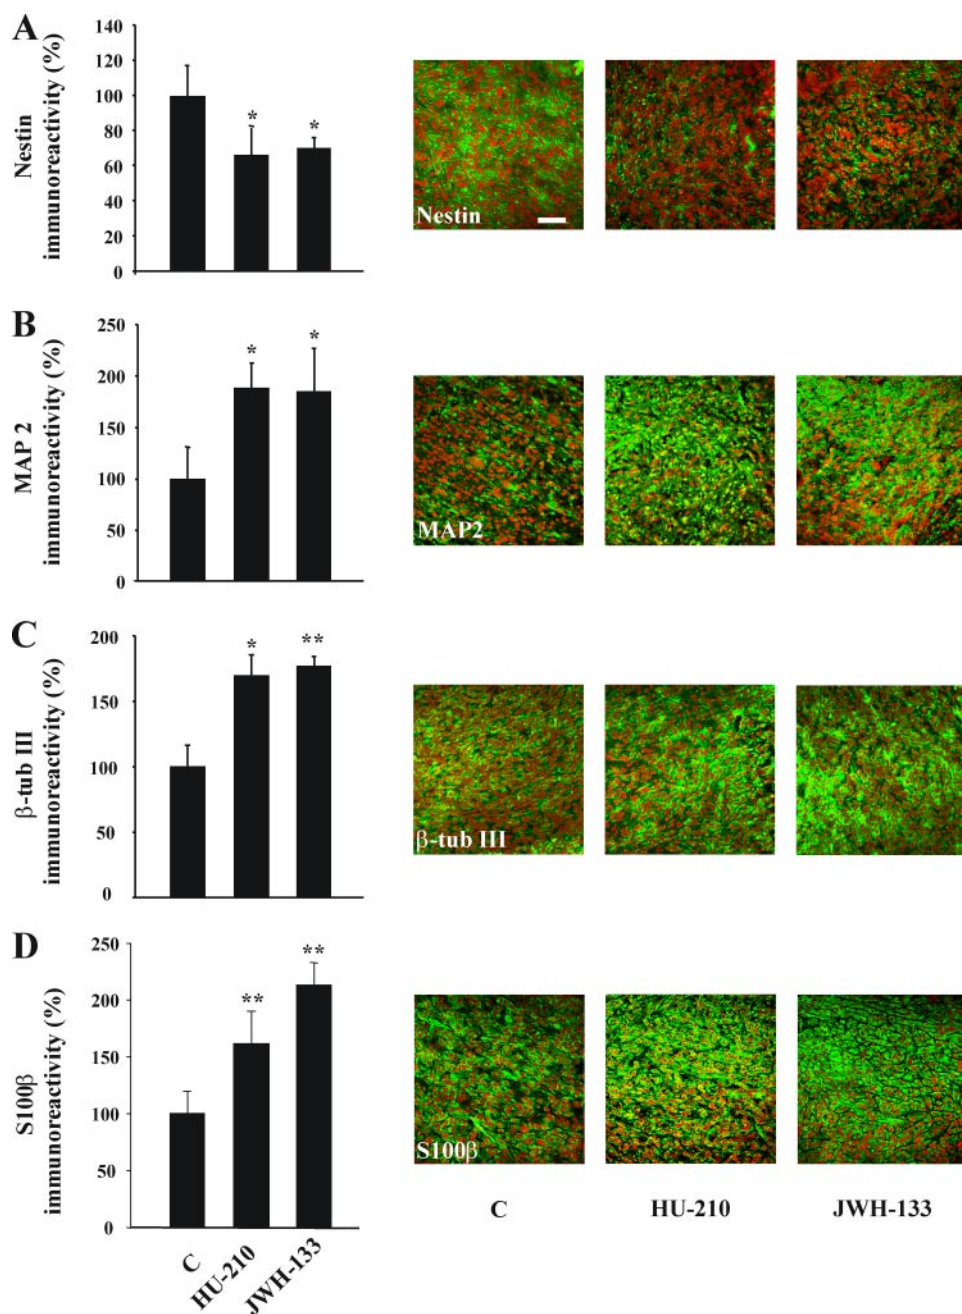 A
Nestin
immunoreactivity (%)
140
120
100
80
60
40
20
0
*
*
Nestin
B
MAP 2
immunoreactivity (%)
250
200
150
100
50
0
*
*
MAP2
C
β-tub III
immunoreactivity (%)
200
150
100
50
0
*
**
β-tub III
D
S100β
immunoreactivity (%)
250
200
150
100
50
0
**
**
S100β
C
HU-210
JWH-133
C
HU-210
JWH-133